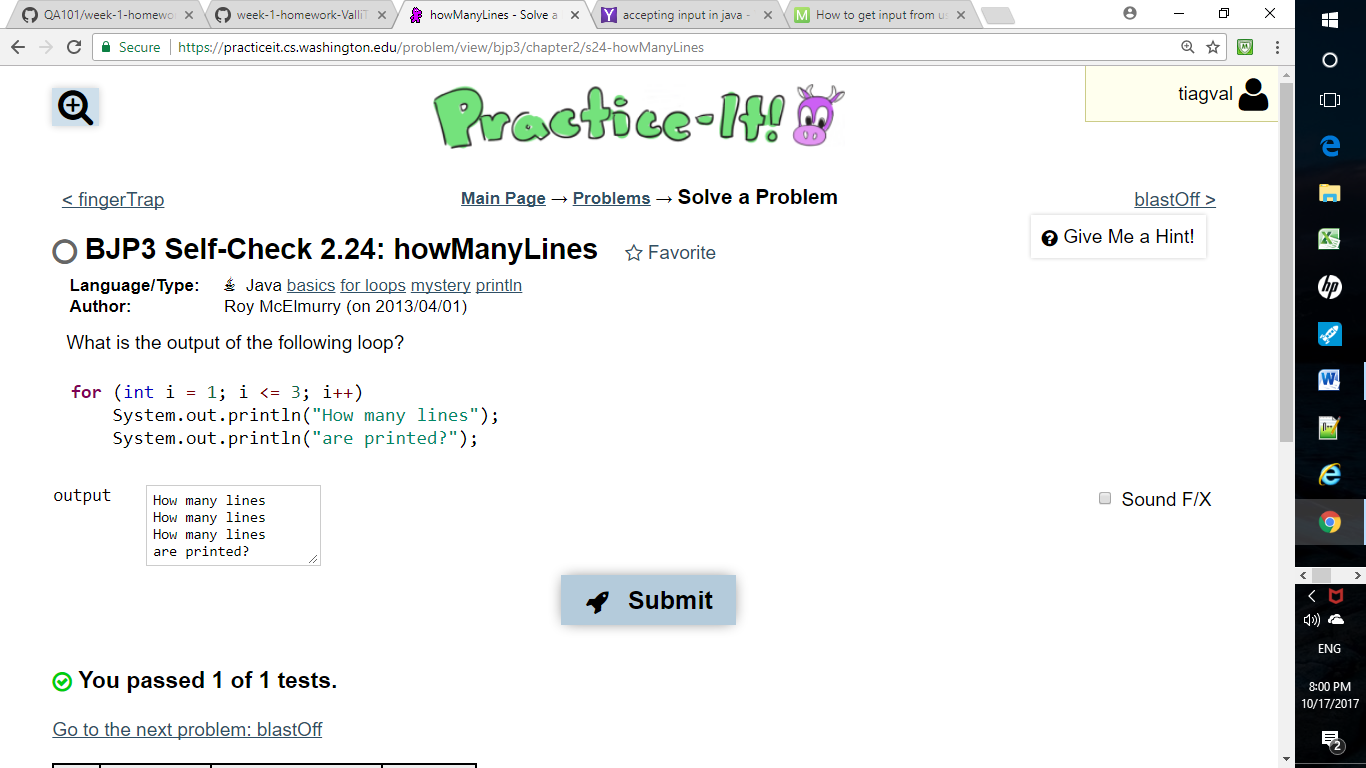 QA101/week-1-homewo
week-1-homework-ValliT
howManyLines - Solve a
accepting input in java -
How to get input from us
Secure
https://practiceit.cs.washington.edu/problem/view/bjp3/chapter2/s24-howManyLines
Practice-It!
tiagval
< fingerTrap
Main Page → Problems → Solve a Problem
blastOff >
BJP3 Self-Check 2.24: howManyLines
Favorite
Give Me a Hint!
Language/Type: Java basics for loops mystery println
Author: Roy McElmurry (on 2013/04/01)
What is the output of the following loop?
for (int i = 1; i <= 3; i++)
System.out.println("How many lines");
System.out.println("are printed?");
output
How many lines
How many lines
How many lines
are printed?
Sound F/X
Submit
You passed 1 of 1 tests.
Go to the next problem: blastOff
ENG
8:00 PM
10/17/2017
2